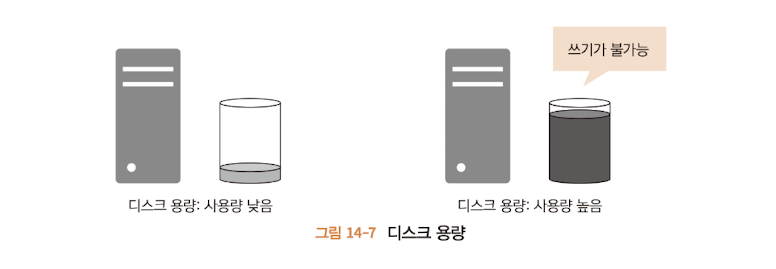 쓰기가 불가능
디스크 용량: 사용량 낮음
디스크 용량: 사용량 높음
그림 14-7 디스크 용량